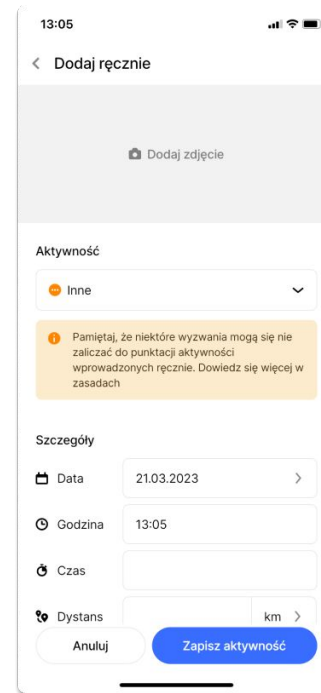 13:05
Dodaj ręcznie
Dodaj zdjęcie
Aktywność
Inne
Pamiętaj, że niektóre wyzwania mogą się nie
zaliczać do punktacji aktywności
wprowadzonych ręcznie. Dowiedz się więcej w
zasadach
Szczegóły
Data 21.03.2023
Godzina 13:05
Czas
Dystans km
Anuluj Zapisz aktywność